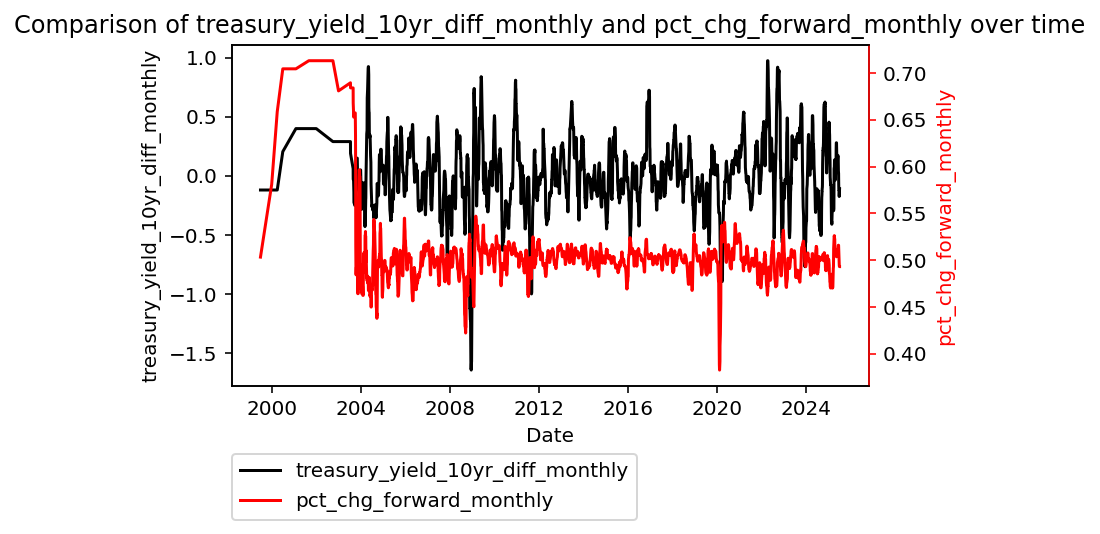 Comparison of treasury_yield_10yr_diff_monthly and pct_chg_forward_monthly over time
treasury_yield_10yr_diff_monthly
1.0
0.5
0.0
−0.5
−1.0
−1.5
0.70
0.65
0.60
0.55
0.50
0.45
0.40
pct_chg_forward_monthly
2000 2004 2008 2012 2016 2020 2024
Date
treasury_yield_10yr_diff_monthly
pct_chg_forward_monthly